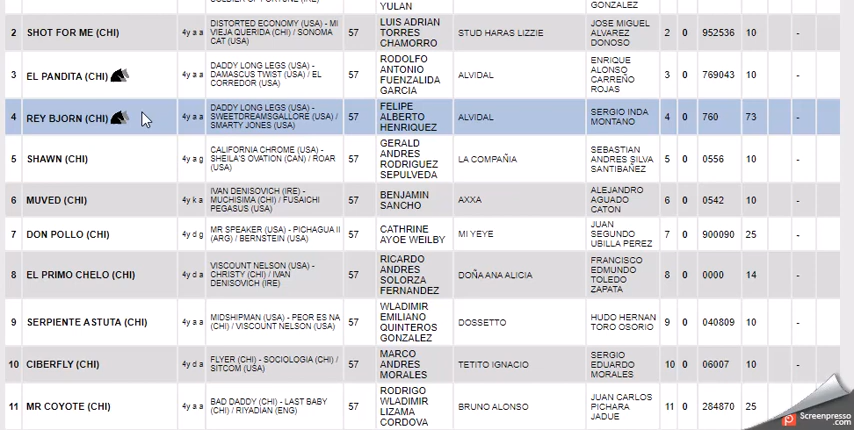 SOLDIER OF FORTUNE (IRE) YULAN GONZALEZ
2 SHOT FOR ME (CHI) 4y a a DISTORTED ECONOMY (USA) - MI VIEJA QUERIDA (CHI) / SONOMA CAT (USA) 57 LUIS ADRIAN TORRES CHAMORRO STUD HARAS LIZZIE JOSE MIGUEL ALVAREZ DONOSO 2 0 952536 10 -
3 EL PANDITA (CHI) 4y a a DADDY LONG LEGS (USA) - DAMASCUS TWIST (USA) / EL CORREDOR (USA) 57 RODOLFO ANTONIO FUENZALIDA GARCIA ALVIDAL ENRIQUE ALONSO CARREÑO ROJAS 3 0 769043 10 -
4 REY BJORN (CHI) 4y a a DADDY LONG LEGS (USA) - SWEETDREAMSGALLORE (USA) / SMARTY JONES (USA) 57 FELIPE ALBERTO HENRIQUEZ ALVIDAL SERGIO INDA MONTANO 4 0 760 73 -
5 SHAWN (CHI) 4y a g CALIFORNIA CHROME (USA) - SHEILA'S OVATION (CAN) / ROAR (USA) 57 GERALD ANDRES RODRIGUEZ SEPULVEDA LA COMPAÑIA SEBASTIAN ANDRES SILVA SANTIBAÑEZ 5 0 0556 10 -
6 MUVED (CHI) 4y k a IVAN DENISOVICH (IRE) - MUCHISIMA (CHI) / FUSAICHI PEGASUS (USA) 57 BENJAMIN SANCHO AXXA ALEJANDRO AGUADO CATON 6 0 0542 10 -
7 DON POLLO (CHI) 4y d g MR SPEAKER (USA) - PICHAGUA II (ARG) / BERNSTEIN (USA) 57 CATHRINE AYOE WEILBY MI YEYE JUAN SEGUNDO UBILLA PEREZ 7 0 900090 25 -
8 EL PRIMO CHELO (CHI) 4y d a VISCOUNT NELSON (USA) - CHRISTY (CHI) / IVAN DENISOVICH (IRE) 57 RICARDO ANDRES SOLORZA FERNANDEZ DOÑA ANA ALICIA FRANCISCO EDMUNDO TOLEDO ZAPATA 8 0 0000 14 -
9 SERPIENTE ASTUTA (CHI) 4y a a MIDSHIPMAN (USA) - PEOR ES NA (CHI) / VISCOUNT NELSON (USA) 57 WLADIMIR EMILIANO QUINTEROS GONZALEZ DOSSETTO HUDO HERNAN TORO OSORIO 9 0 040809 10 -
10 CIBERFLY (CHI) 4y d a FLYER (CHI) - SOCIOLOGIA (CHI) / SITCOM (USA) 57 MARCO ANDRES MORALES TETITO IGNACIO SERGIO EDUARDO MORALES 10 0 06007 10 -
11 MR COYOTE (CHI) 4y a a BAD DADDY (CHI) - LAST BABY (CHI) / RIYADIAN (ENG) 57 RODRIGO WLADIMIR LIZAMA CORDOVA BRUNO ALONSO JUAN CARLOS PICHARA JADUE 11 0 284870 25 -
Screenpresso
.com